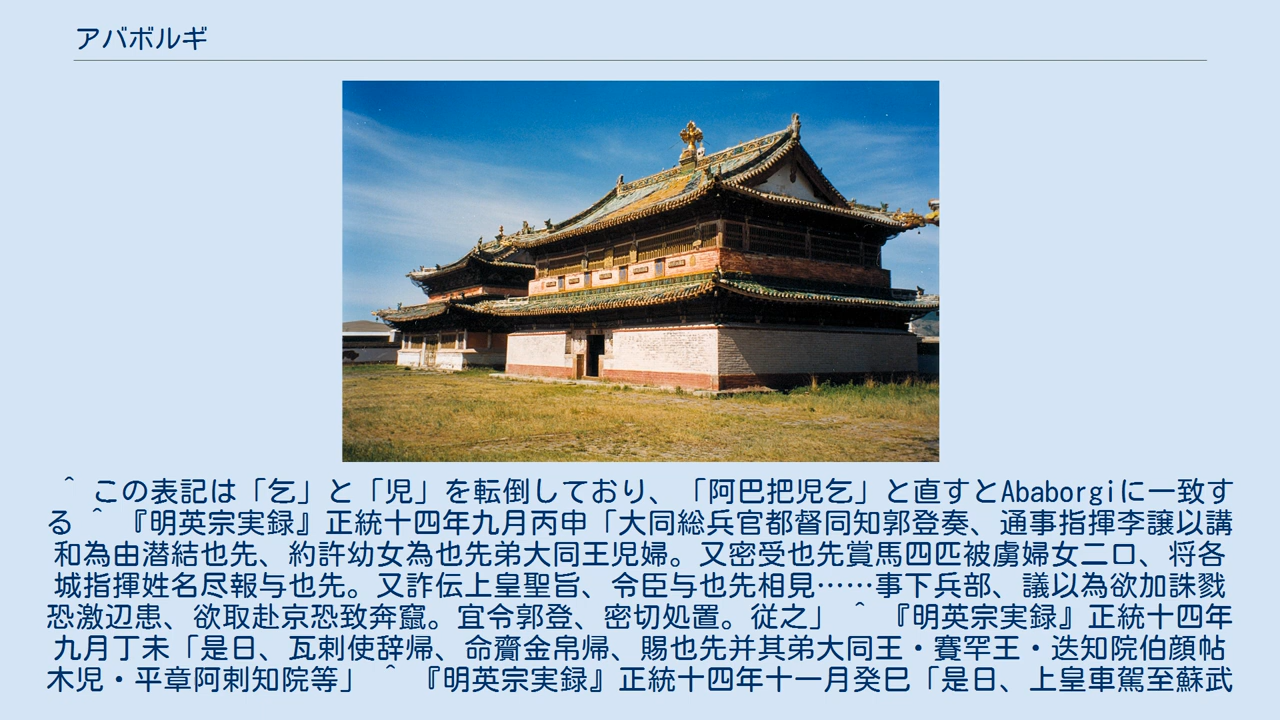 アバボルギ
^ この表記は「乞」と「児」を転倒しており、「阿巴把児乞」と直すとAbaborgiに一致す
る ^ 『明英宗実録』正統十四年九月丙申「大同総兵官都督同知郭登奏、通事指揮李譲以講
和為由潜結也先、約許幼女為也先弟大同王児婦。又密受也先賞馬四匹被虜婦女二口、将各
城指揮姓名尽報与也先。又詐伝上皇聖旨、令臣与也先相見……事下兵部、議以為欲加誅戮
恐激辺患、欲取赴京恐致奔竄。宜令郭登、密切処置。従之」 ^ 『明英宗実録』正統十四年
九月丁未「是日、瓦剌使辞帰、命齎金帛帰、賜也先并其弟大同王・賽罕王・迭知院伯顔帖
木児・平章阿剌知院等」 ^ 『明英宗実録』正統十四年十一月癸巳「是日、上皇車駕至蘇武